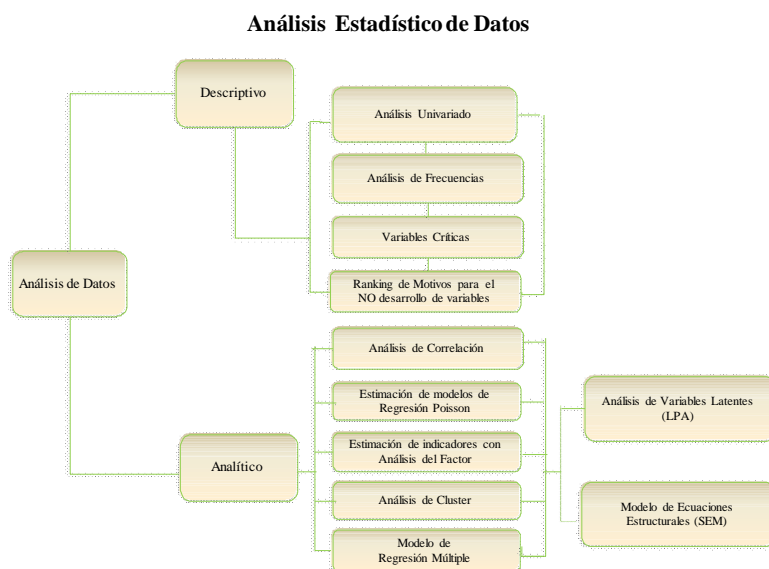 Análisis Estadístico de Datos
Descriptivo
Análisis Univariado
Análisis de Frecuencias
Variables Críticas
Análisis de Datos
Ranking de Motivos para el
NO desarrollo de variables
Análisis de Correlación
Estimación de modelos de
Regresión Poisson
Análisis de Variables Latentes
(LPA)
Analítico
Estimación de indicadores con
Análisis del Factor
Análisis de Cluster
Modelo de Ecuaciones
Estructurales (SEM)
Modelo de
Regresión Múltiple